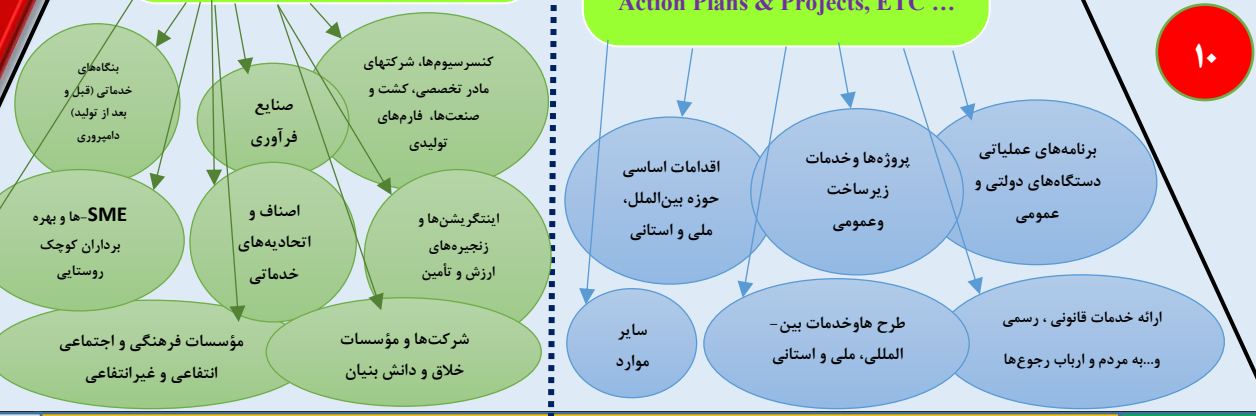 Action Plans & Projects, ETC …
۱۰
برنامه‌های عملیاتی
دستگاه‌های دولتی و
عمومی
پروژه‌ها وخدمات
زیرساخت
وعمومی
اقدامات اساسی
حوزه بین‌الملل،
ملی و استانی
ارائه خدمات قانونی ، رسمی
و...به مردم و ارباب رجوع‌ها
طرح هاوخدمات بین-
المللی، ملی و استانی
سایر
موارد
کنسرسیوم‌ها، شرکتهای
مادر تخصصی، کشت و
صنعت‌ها، فارم‌های
تولیدی
صنایع
فرآوری
بنگاه‌های
خدماتی (قبل و
بعد از تولید)
دامپروری
اینتگریشن‌ها و
زنجیره‌های
ارزش و تأمین
اصناف و
اتحادیه‌های
خدماتی
SME-ها و بهره
برداران کوچک
روستایی
شرکت‌ها و مؤسسات
خلاق و دانش بنیان
مؤسسات فرهنگی و اجتماعی
انتفاعی و غیرانتفاعی